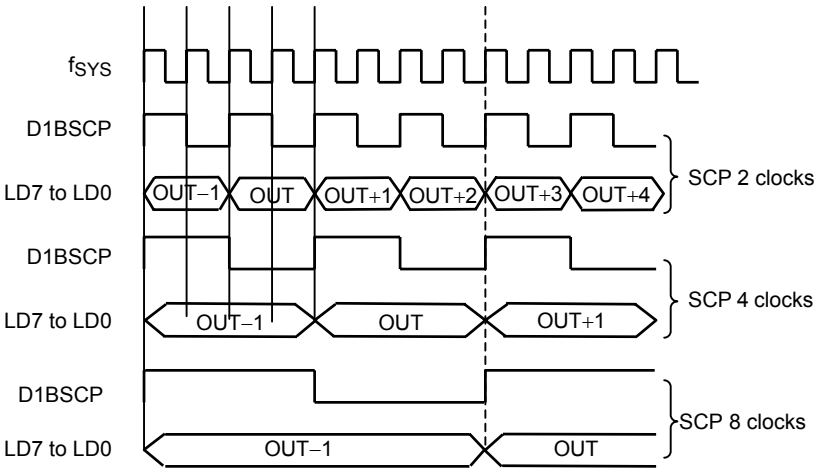 fSYS
D1BSCP
LD7 to LD0
OUT−1 OUT OUT+1 OUT+2 OUT+3 OUT+4
SCP 2 clocks
D1BSCP
LD7 to LD0
OUT−1 OUT OUT+1
SCP 4 clocks
D1BSCP
LD7 to LD0
OUT−1 OUT
SCP 8 clocks